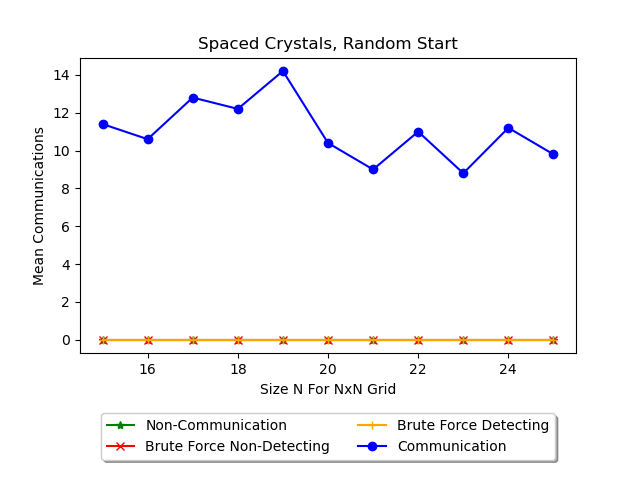 Spaced Crystals, Random Start
14
12
10
8
6
4
2
0
Mean Communications
16 18 20 22 24
Size N For NxN Grid
Non-Communication
Brute Force Non-Detecting
Brute Force Detecting
Communication